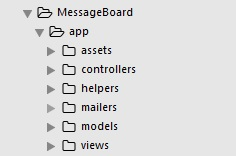 MessageBoard
app
assets
controllers
helpers
mailers
models
views